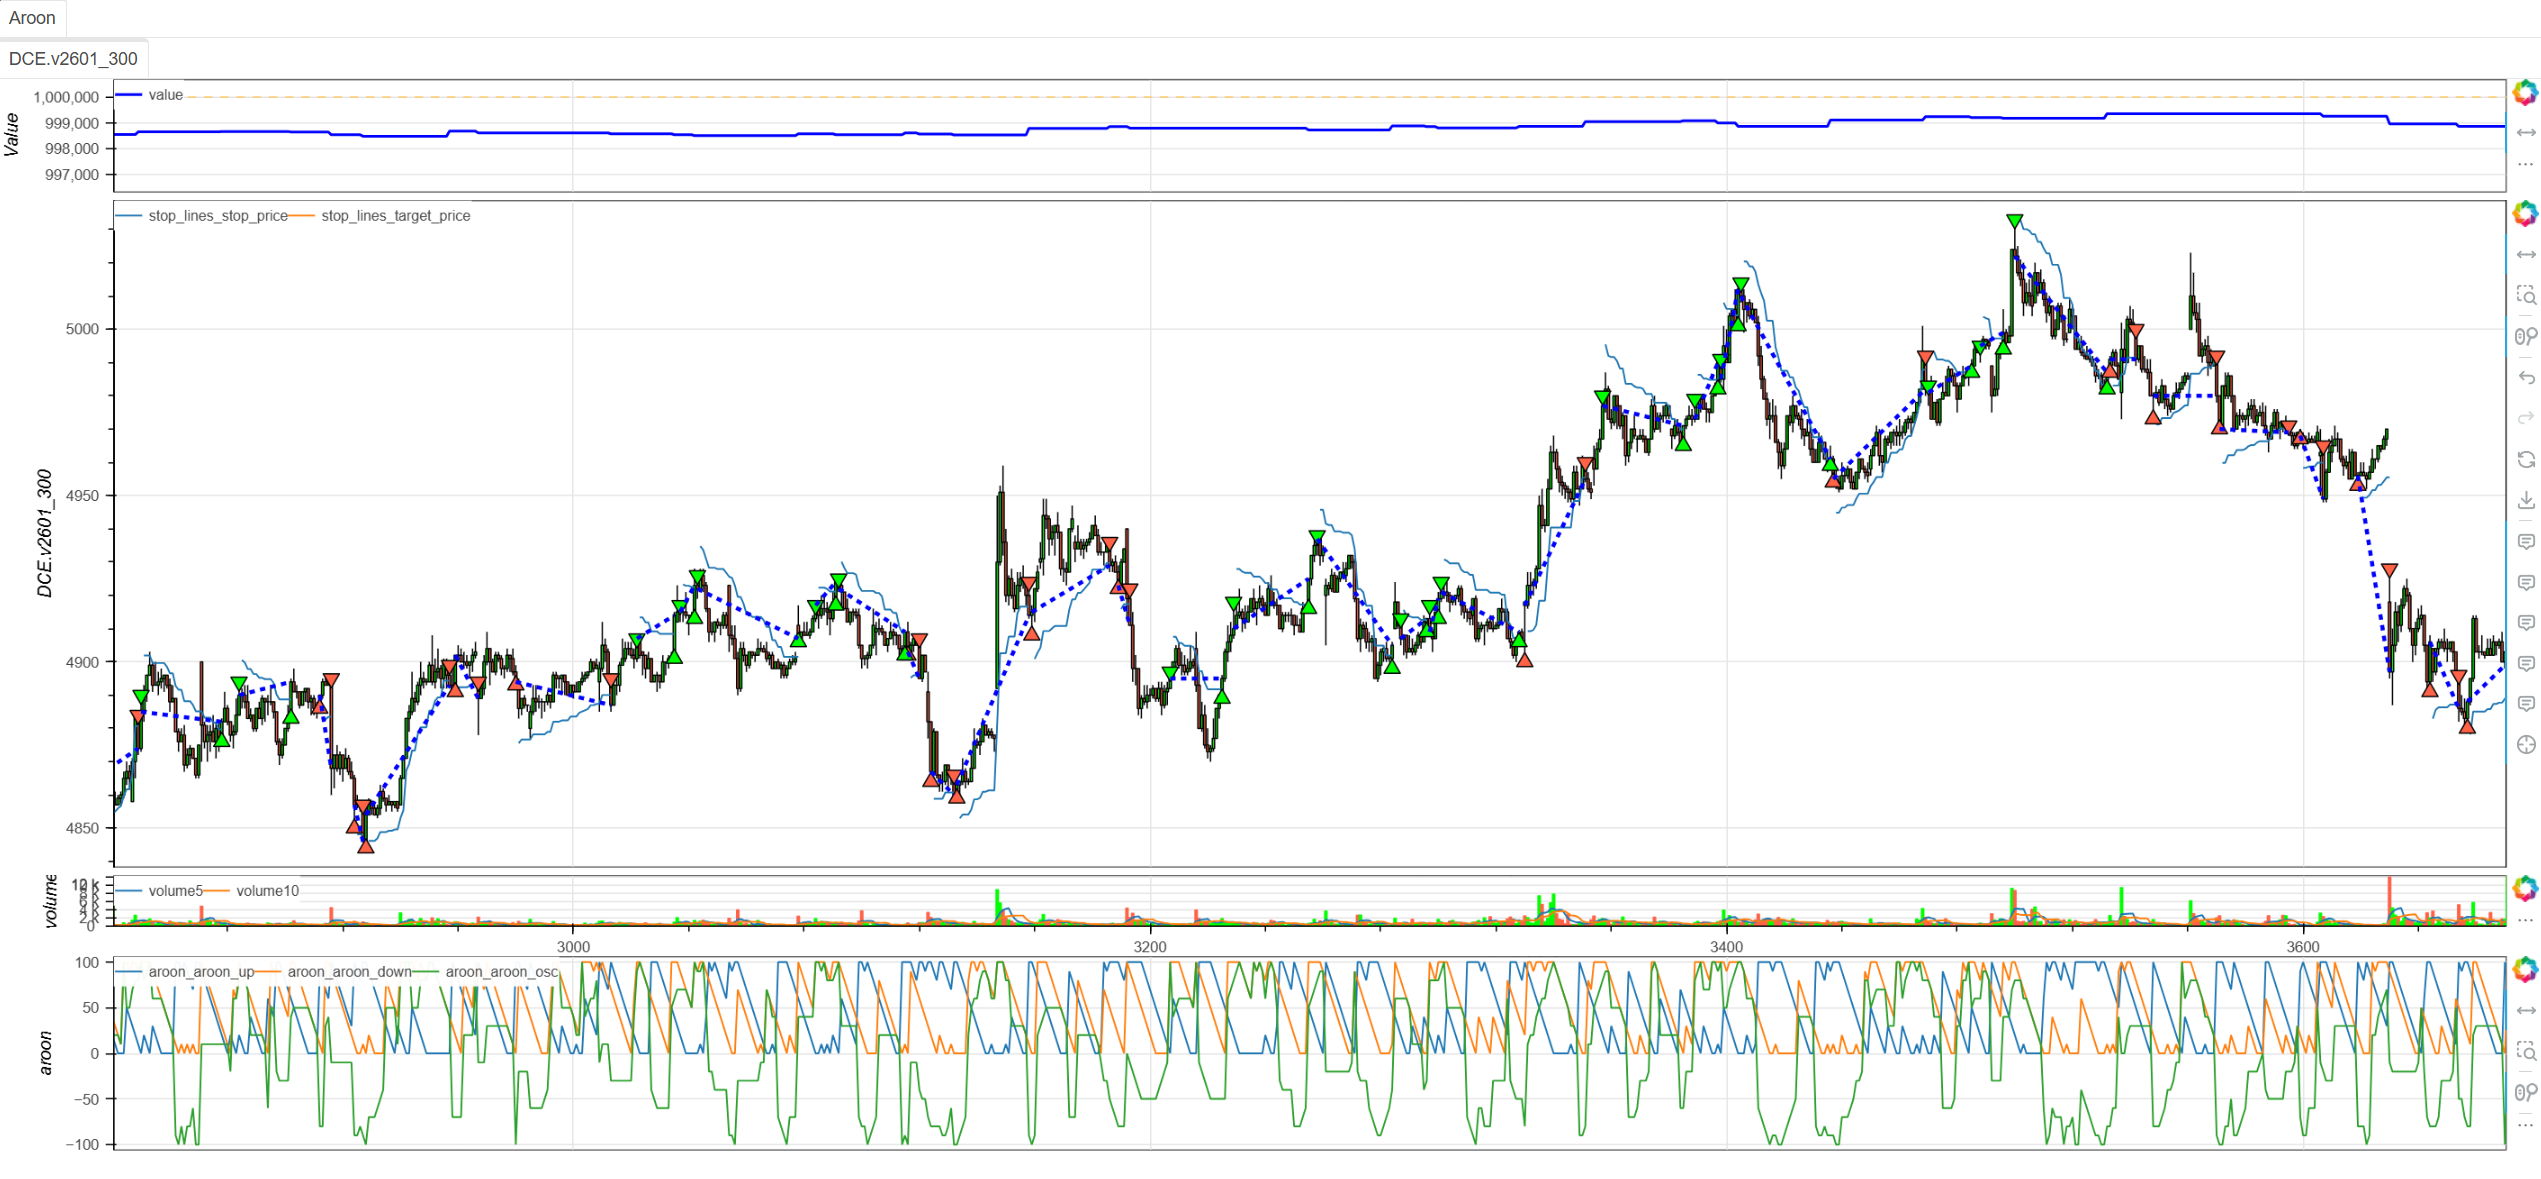 Aroon
DCE.v2601_300
value
1,000,000
999,000
998,000
997,000
Value
stop_lines_stop_price
stop_lines_target_price
5000
4950
4900
4850
DCE.v2601_300
volume5
volume10
10 k
2 k
0
volume
3000
3200
3400
3600
aroon_aroon_up
aroon_aroon_down
aroon_aroon_osc
100
50
0
−50
−100
aroon